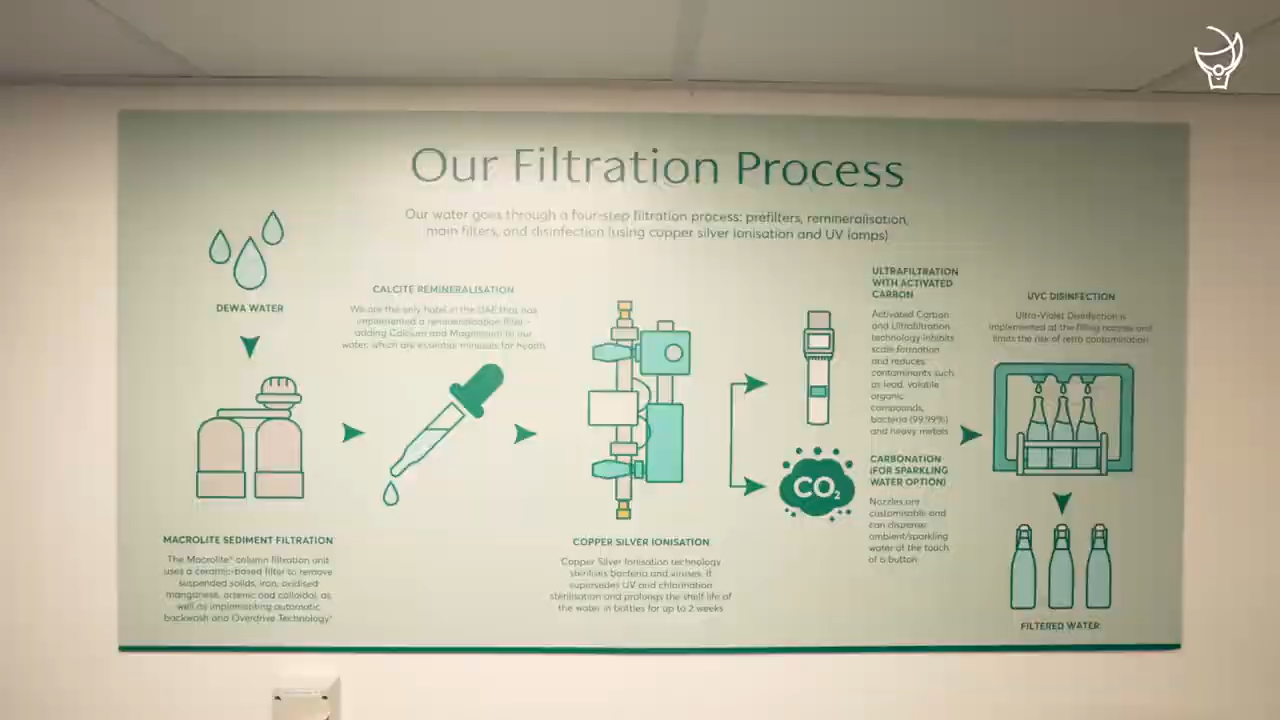 Our Filtration Process
Our water goes through a four-step filtration process: prefilters, remineralisation,
main filters, and disinfection (using copper silver ionisation and UV lamps)
DEWA WATER
MACROLITE SEDIMENT FILTRATION
The Macrolite® column filtration unit
uses a ceramic-based filter to remove
suspended solids, iron, oxidised
manganese, arsenic and colloidal, as
well as implementing automatic
backwash and Overdrive Technology®
CALCITE REMINERALISATION
We are the only hotel in the UAE that has
implemented a remineralisation filter -
adding Calcium and Magnesium to our
water, which are essential minerals for health
COPPER SILVER IONISATION
Copper Silver Ionisation technology
sterilises bacteria and viruses. It
supersedes UV and chlorination
sterilisation and prolongs the shelf life of
the water in bottles for up to 2 weeks
ULTRAFILTRATION
WITH ACTIVATED
CARBON
Activated Carbon
and Ultrafiltration
technology inhibits
scale formation
and reduces
contaminants such
as lead, volatile
organic
compounds,
bacteria (99.99%)
and heavy metals
CO₂
CARBONATION
(FOR SPARKLING
WATER OPTION)
Nozzles are
customisable and
can dispense
ambient/sparkling
water at the touch
of a button
UVC DISINFECTION
Ultra-Violet Disinfection is
implemented at the filling nozzles and
limits the risk of retro contamination
FILTERED WATER